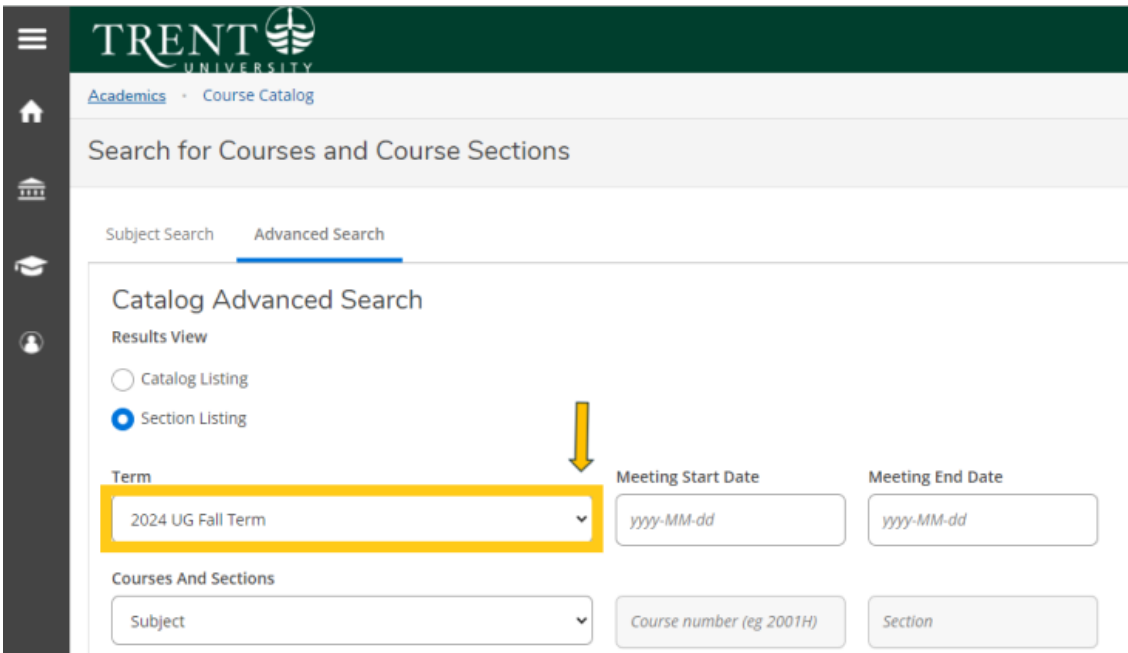 TRENT
UNIVERSITY
Academics · Course Catalog
Search for Courses and Course Sections
Subject Search Advanced Search
Catalog Advanced Search
Results View
Catalog Listing
Section Listing
Term Meeting Start Date Meeting End Date
2024 UG Fall Term yyyy-MM-dd yyyy-MM-dd
Courses And Sections
Subject Course number (eg 2001H) Section